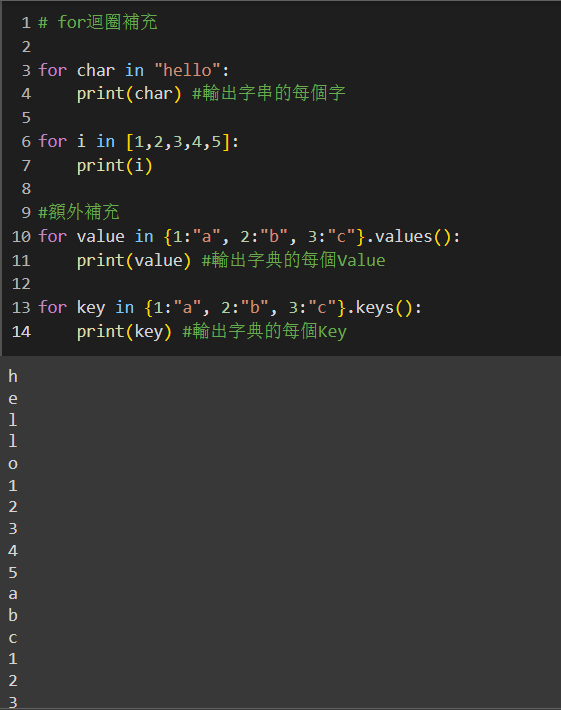 1 # for迴圈補充
2
3 for char in "hello":
4     print(char) #輸出字串的每個字
5
6 for i in [1,2,3,4,5]:
7     print(i)
8
9 #額外補充
10 for value in {1:"a", 2:"b", 3:"c"}.values():
11     print(value) #輸出字典的每個Value
12
13 for key in {1:"a", 2:"b", 3:"c"}.keys():
14     print(key) #輸出字典的每個Key
h
e
l
l
o
1
2
3
4
5
a
b
c
1
2
3